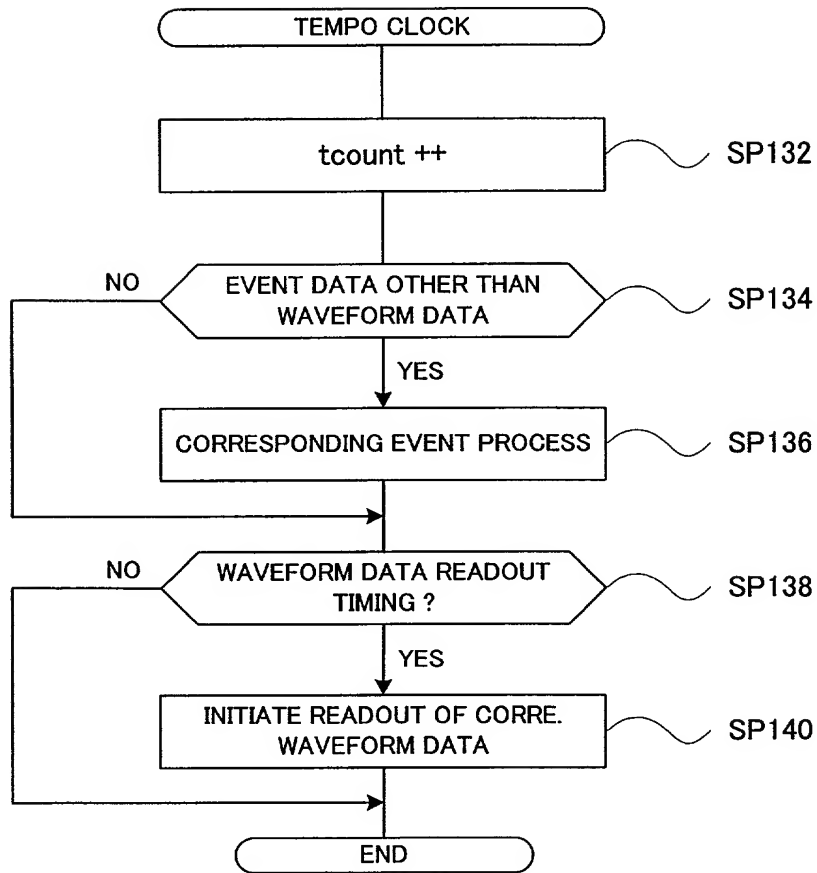 TEMPO CLOCK
tcount ++
SP132
NO
EVENT DATA OTHER THAN
WAVEFORM DATA
SP134
YES
CORRESPONDING EVENT PROCESS
SP136
NO
WAVEFORM DATA READOUT
TIMING ?
SP138
YES
INITIATE READOUT OF CORRE.
WAVEFORM DATA
SP140
END